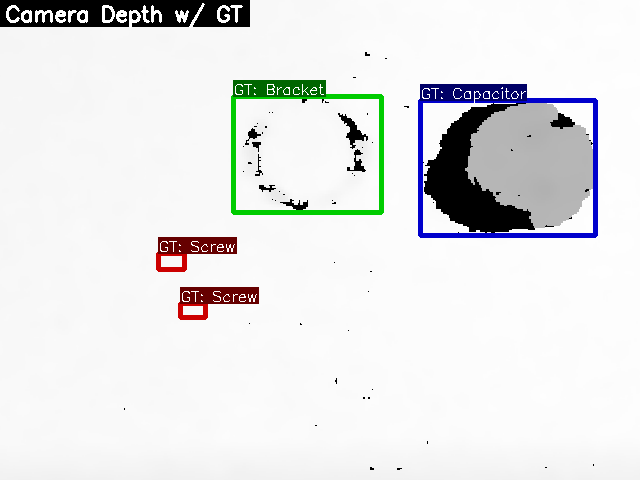 Camera Depth w/ GT
GT: Bracket
GT: Capacitor
GT: Screw
GT: Screw